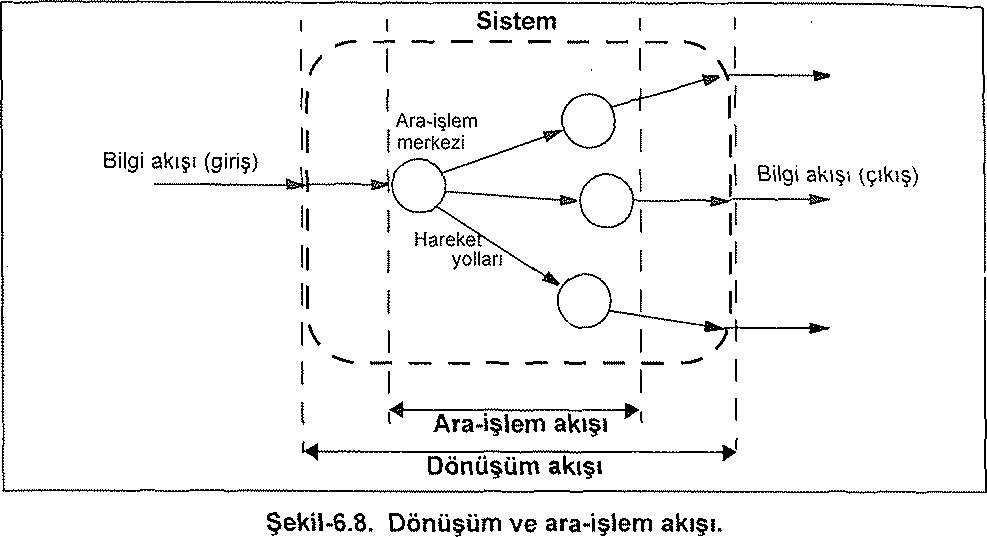 Sistem
Ara-işlem
merkezi
Bilgi akışı (giriş)
Bilgi akışı (çıkış)
Hareket
yolları
Ara-işlem akışı
Dönüşüm akışı
Şekil-6.8. Dönüşüm ve ara-işlem akışı.